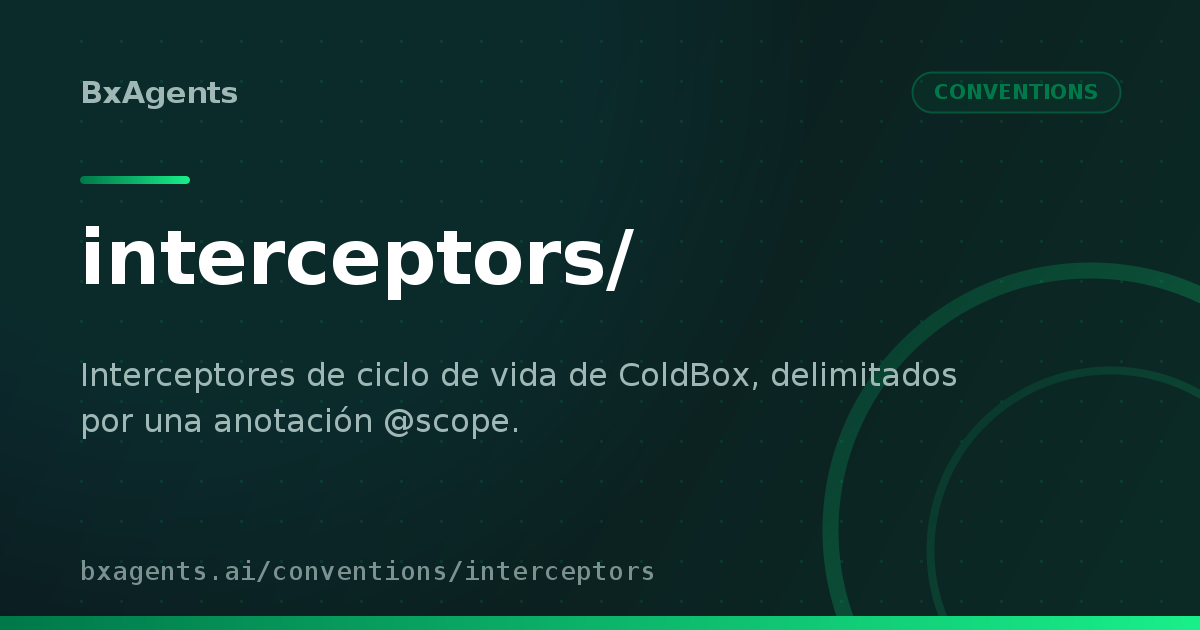 BxAgents
CONVENTIONS
interceptors/
Interceptores de ciclo de vida de ColdBox, delimitados
por una anotación @scope.
bxagents.ai/conventions/interceptors